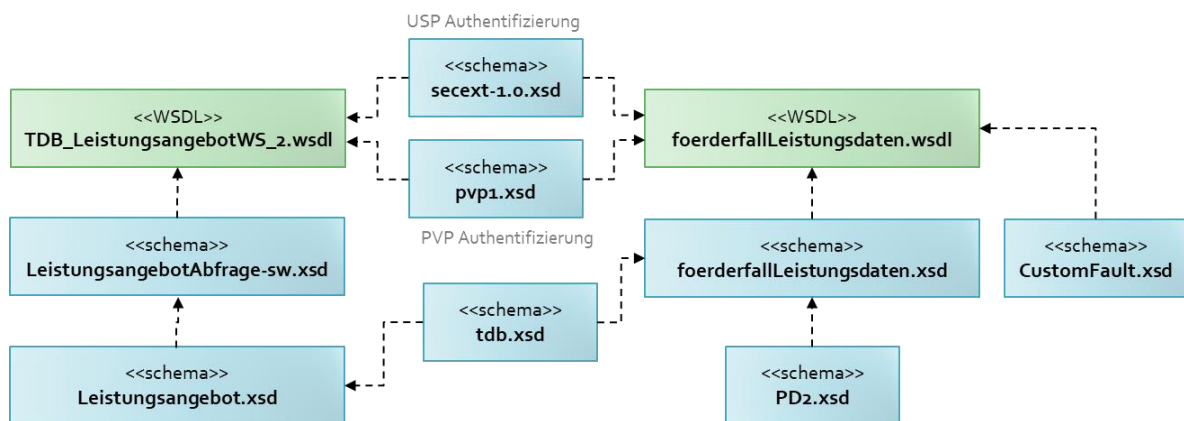 USP Authentifizierung
<<schema>>
secext-1.0.xsd
<<WSDL>>
TDB_LeistungsangebotWS_2.wsdl
<<WSDL>>
foerderfallLeistungsdaten.wsdl
<<schema>>
pvp1.xsd
PVP Authentifizierung
<<schema>>
LeistungsangebotAbfrage-sw.xsd
<<schema>>
foerderfallLeistungsdaten.xsd
<<schema>>
CustomFault.xsd
<<schema>>
tdb.xsd
<<schema>>
Leistungsangebot.xsd
<<schema>>
PD2.xsd